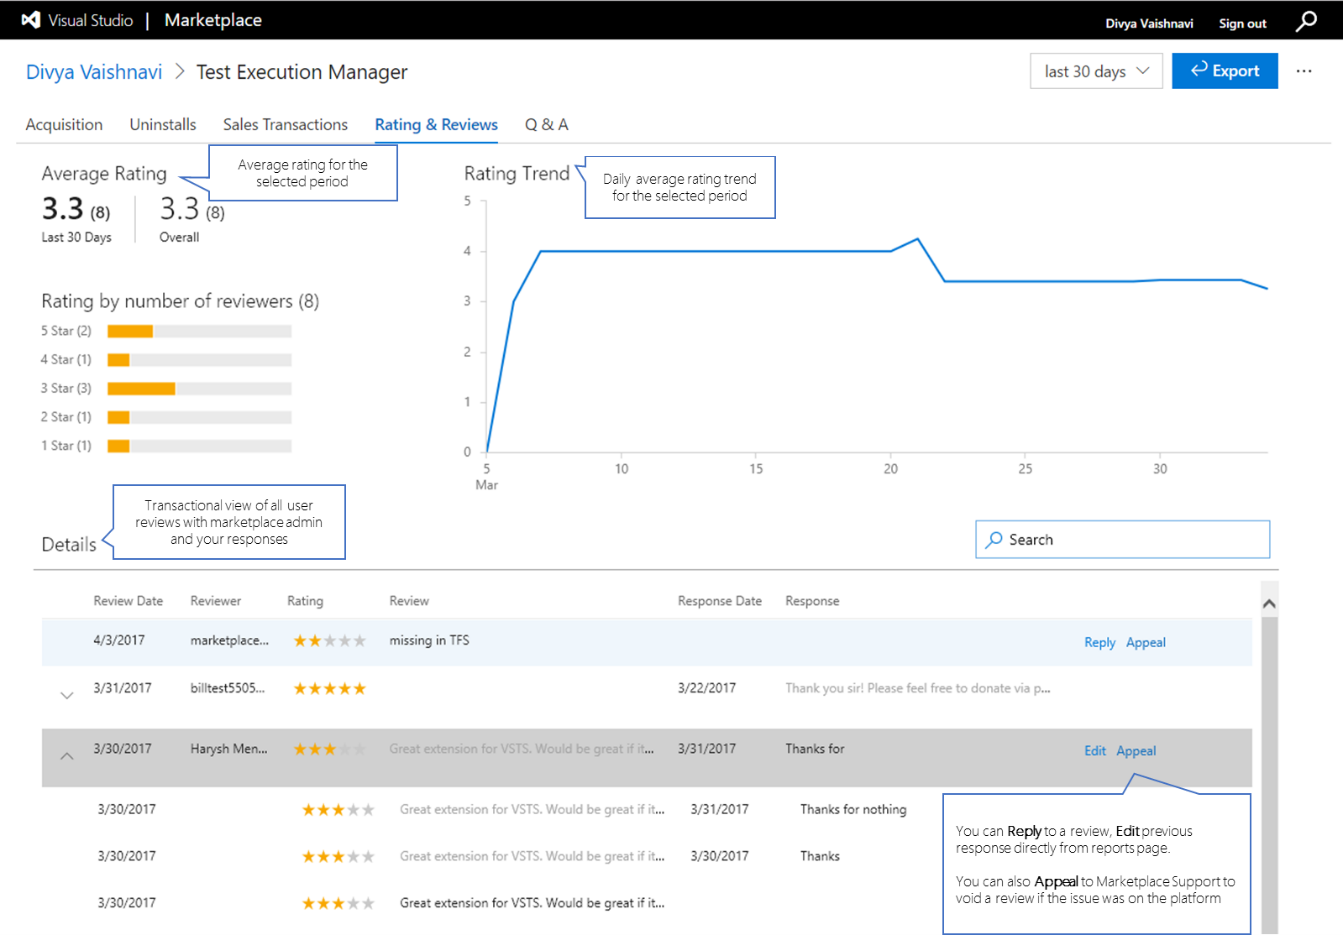 Visual Studio | Marketplace
Divya Vaishnavi Sign out
Divya Vaishnavi > Test Execution Manager
last 30 days Export ...
Acquisition Uninstalls Sales Transactions Rating & Reviews Q & A
Average Rating
Average rating for the
selected period
3.3 (8) 3.3 (8)
Last 30 Days Overall
Rating Trend
Daily average rating trend
for the selected period
5
4
3
2
1
0
5 10 15 20 25 30
Mar
Rating by number of reviewers (8)
5 Star (2)
4 Star (1)
3 Star (3)
2 Star (1)
1 Star (1)
Transactional view of all user
reviews with marketplace admin
and your responses
Details
Search
Review Date Reviewer Rating Review Response Date Response
4/3/2017 marketplace... missing in TFS Reply Appeal
3/31/2017 billtest5505... 3/22/2017 Thank you sir! Please feel free to donate via p...
3/30/2017 Harysh Men... Great extension for VSTS. Would be great if it... 3/31/2017 Thanks for Edit Appeal
3/30/2017 Great extension for VSTS. Would be great if it... 3/31/2017 Thanks for nothing
3/30/2017 Great extension for VSTS. Would be great if it... 3/30/2017 Thanks
3/30/2017 Great extension for VSTS. Would be great if it...
You can Reply to a review, Edit previous
response directly from reports page.
You can also Appeal to Marketplace Support to
void a review if the issue was on the platform